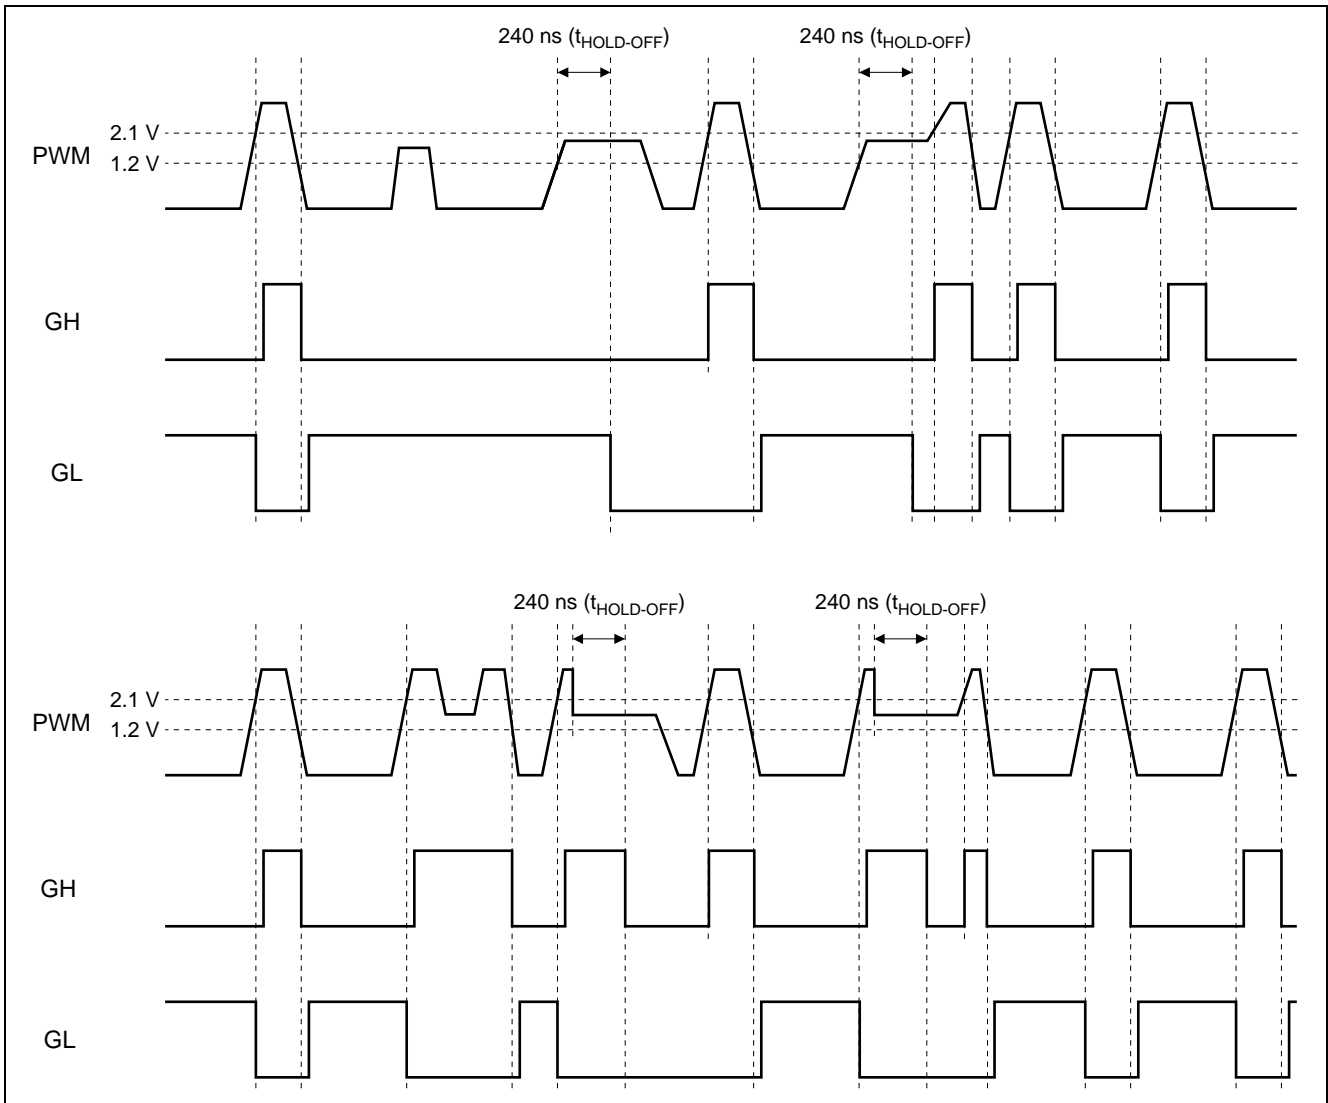 240 ns (tHOLD-OFF) 240 ns (tHOLD-OFF)
2.1 V
PWM
1.2 V
GH
GL
240 ns (tHOLD-OFF) 240 ns (tHOLD-OFF)
2.1 V
PWM
1.2 V
GH
GL